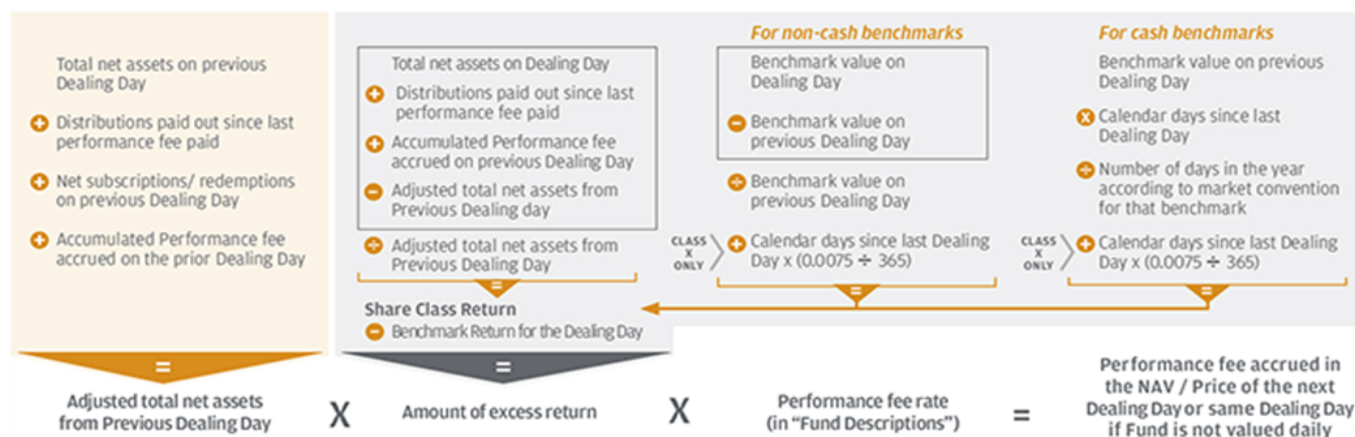 Total net assets on previous
Dealing Day
+ Distributions paid out since last
performance fee paid
+ Net subscriptions/ redemptions
on previous Dealing Day
+ Accumulated Performance fee
accrued on the prior Dealing Day
=
Adjusted total net assets
from Previous Dealing Day
X
Total net assets on Dealing Day
+ Distributions paid out since last
performance fee paid
+ Accumulated Performance fee
accrued on previous Dealing Day
− Adjusted total net assets from
Previous Dealing day
÷ Adjusted total net assets from
Previous Dealing Day
=
Share Class Return
− Benchmark Return for the Dealing Day
=
Amount of excess return
X
For non-cash benchmarks
Benchmark value on
Dealing Day
− Benchmark value on
previous Dealing Day
÷ Benchmark value on
previous Dealing Day
CLASS
X
ONLY
+ Calendar days since last Dealing
Day x (0.0075 ÷ 365)
=
For cash benchmarks
Benchmark value on previous
Dealing Day
x Calendar days since last
Dealing Day
÷ Number of days in the year
according to market convention
for that benchmark
CLASS
X
ONLY
+ Calendar days since last Dealing
Day x (0.0075 ÷ 365)
=
Performance fee rate
(in “Fund Descriptions”)
=
Performance fee accrued in
the NAV / Price of the next
Dealing Day or same Dealing Day
if Fund is not valued daily